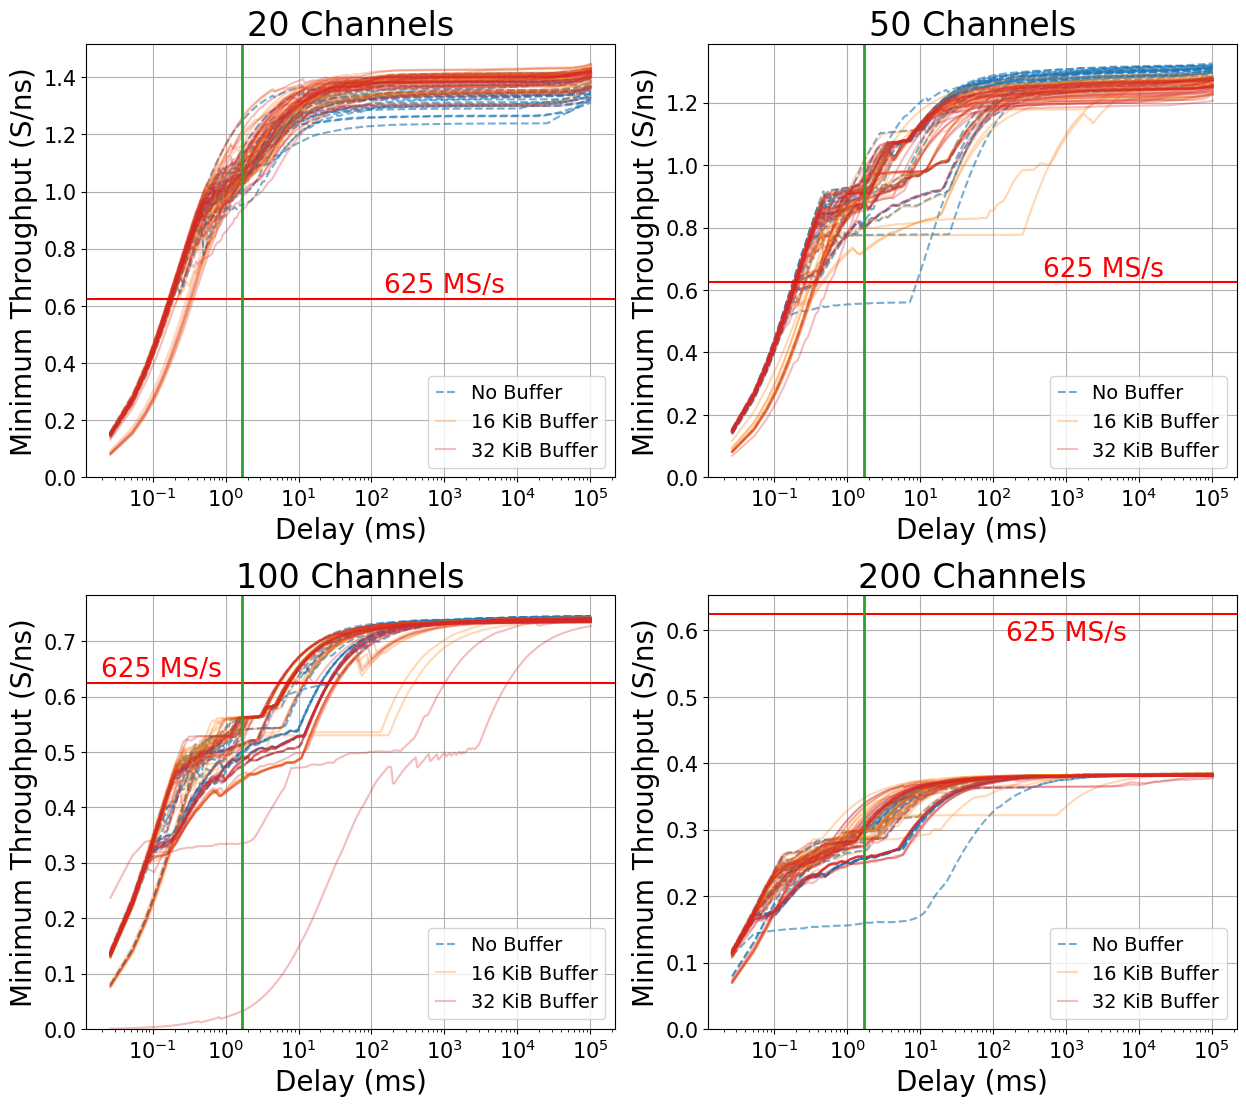 20 Channels
Minimum Throughput (S/ns)
1.4
1.2
1.0
0.8
0.6
0.4
0.2
0.0
625 MS/s
No Buffer
16 KiB Buffer
32 KiB Buffer
10⁻¹ 10⁰ 10¹ 10² 10³ 10⁴ 10⁵
Delay (ms)
50 Channels
Minimum Throughput (S/ns)
1.2
1.0
0.8
0.6
0.4
0.2
0.0
625 MS/s
No Buffer
16 KiB Buffer
32 KiB Buffer
10⁻¹ 10⁰ 10¹ 10² 10³ 10⁴ 10⁵
Delay (ms)
100 Channels
Minimum Throughput (S/ns)
0.7
0.6
0.5
0.4
0.3
0.2
0.1
0.0
625 MS/s
No Buffer
16 KiB Buffer
32 KiB Buffer
10⁻¹ 10⁰ 10¹ 10² 10³ 10⁴ 10⁵
Delay (ms)
200 Channels
Minimum Throughput (S/ns)
0.6
0.5
0.4
0.3
0.2
0.1
0.0
625 MS/s
No Buffer
16 KiB Buffer
32 KiB Buffer
10⁻¹ 10⁰ 10¹ 10² 10³ 10⁴ 10⁵
Delay (ms)